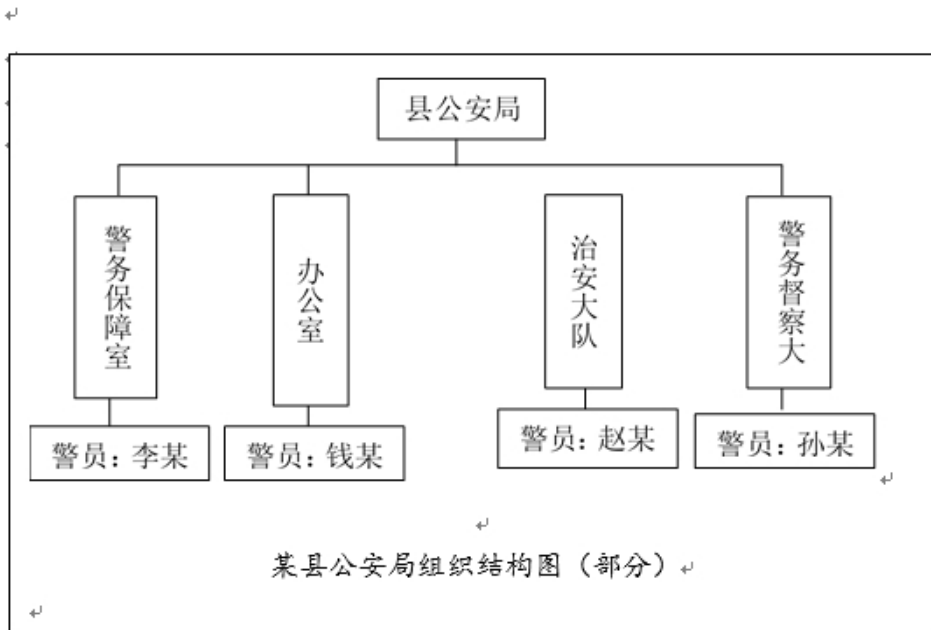 县公安局
警务保障室
办公室
治安大队
警务督察大
警员：李某
警员：钱某
警员：赵某
警员：孙某
某县公安局组织结构图（部分）